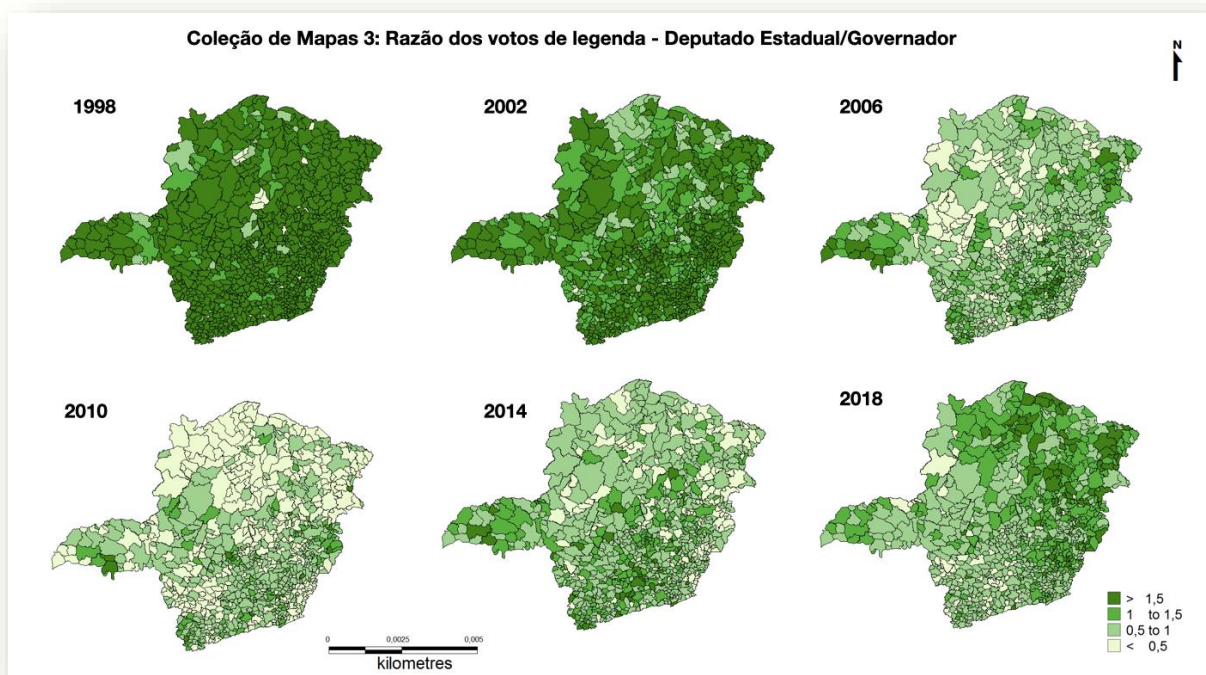 Coleção de Mapas 3: Razão dos votos de legenda - Deputado Estadual/Governador
N
1998
2002
2006
2010
2014
2018
0 0,0025 0,005
kilometres
> 1,5
1 to 1,5
0,5 to 1
< 0,5